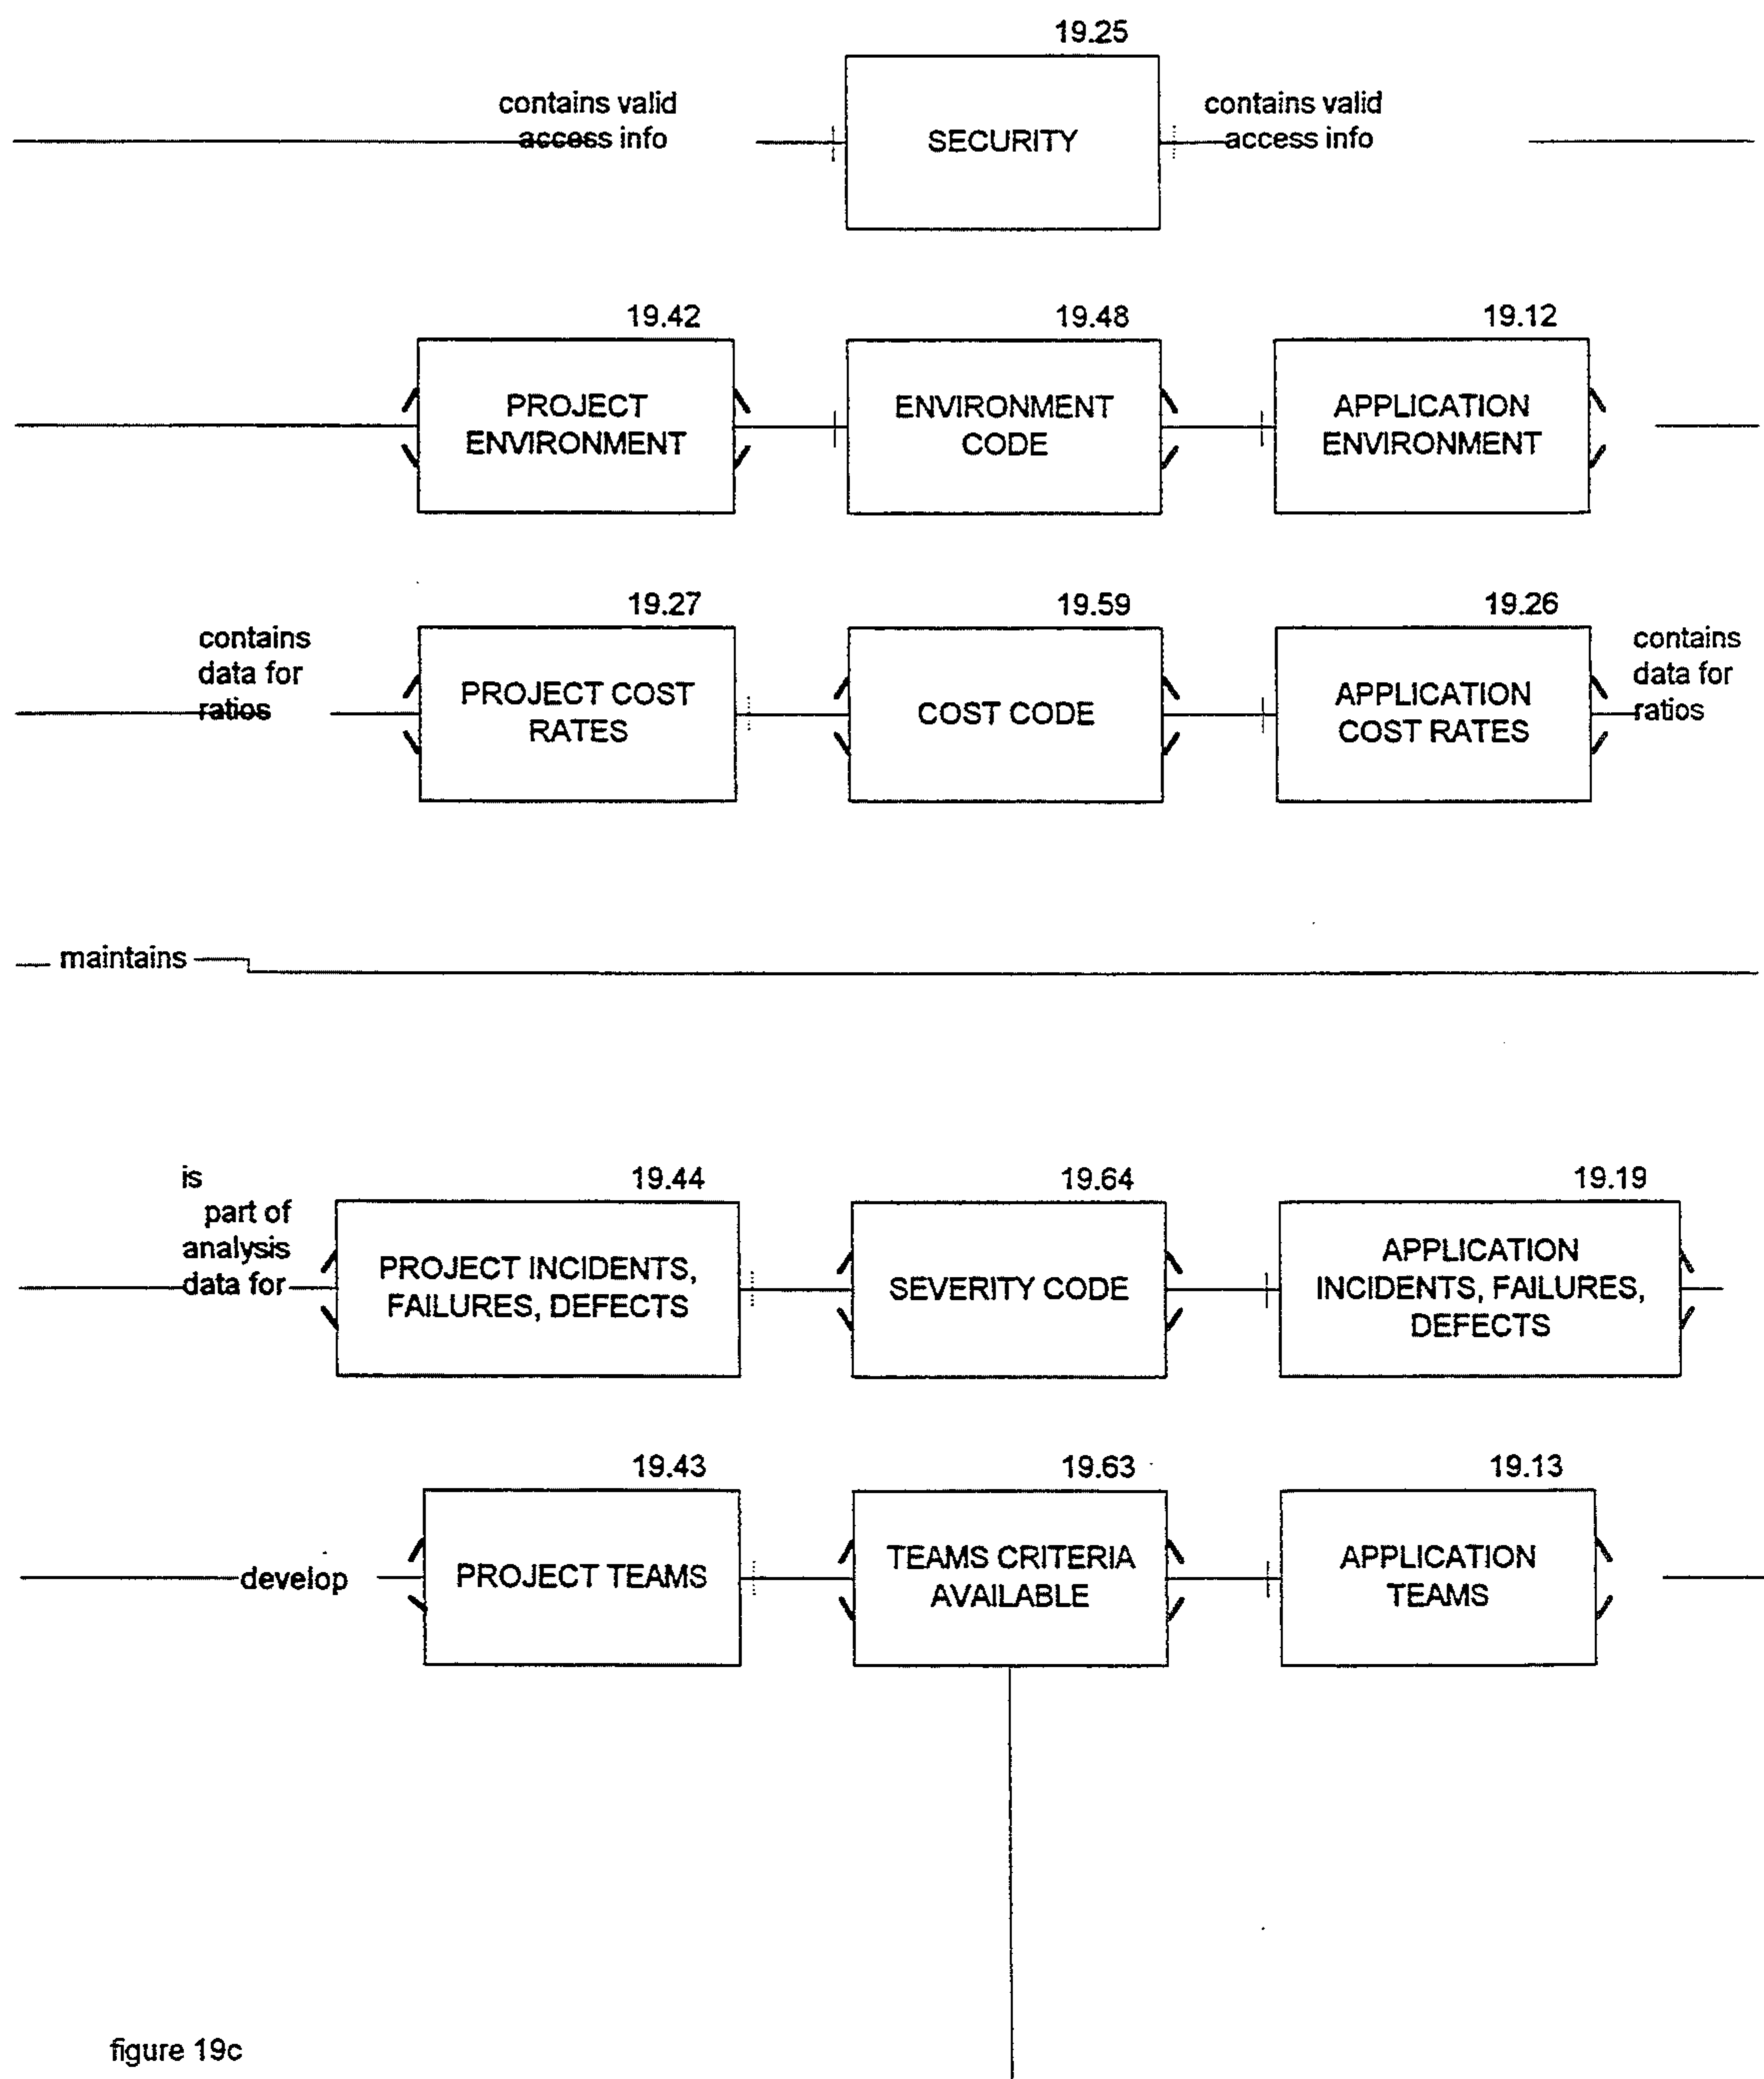 19.25
contains valid
access info
SECURITY
contains valid
access info
19.42
PROJECT
ENVIRONMENT
19.48
ENVIRONMENT
CODE
19.12
APPLICATION
ENVIRONMENT
contains
data for
ratios
19.27
PROJECT COST
RATES
19.59
COST CODE
19.26
APPLICATION
COST RATES
contains
data for
ratios
maintains
is
part of
analysis
data for
19.44
PROJECT INCIDENTS,
FAILURES, DEFECTS
19.64
SEVERITY CODE
19.19
APPLICATION
INCIDENTS, FAILURES,
DEFECTS
develop
19.43
PROJECT TEAMS
19.63
TEAMS CRITERIA
AVAILABLE
19.13
APPLICATION
TEAMS
figure 19c